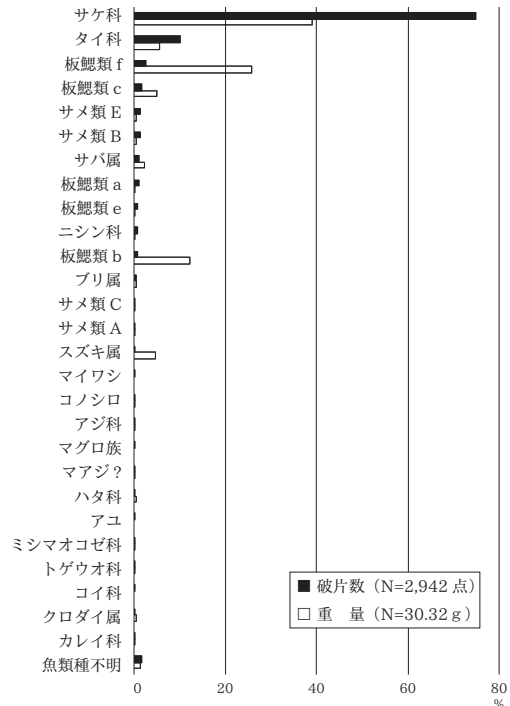 サケ科
タイ科
板鰓類 f
板鰓類 c
サメ類 E
サメ類 B
サバ属
板鰓類 a
板鰓類 e
ニシン科
板鰓類 b
ブリ属
サメ類 C
サメ類 A
スズキ属
マイワシ
コノシロ
アジ科
マグロ族
マアジ？
ハタ科
アユ
ミシマオコゼ科
トゲウオ科
コイ科
クロダイ属
カレイ科
魚類種不明
■ 破片数（N=2,942 点）
□ 重　量（N=30.32ｇ）
0 20 40 60 80
%